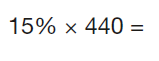 15% × 440 =